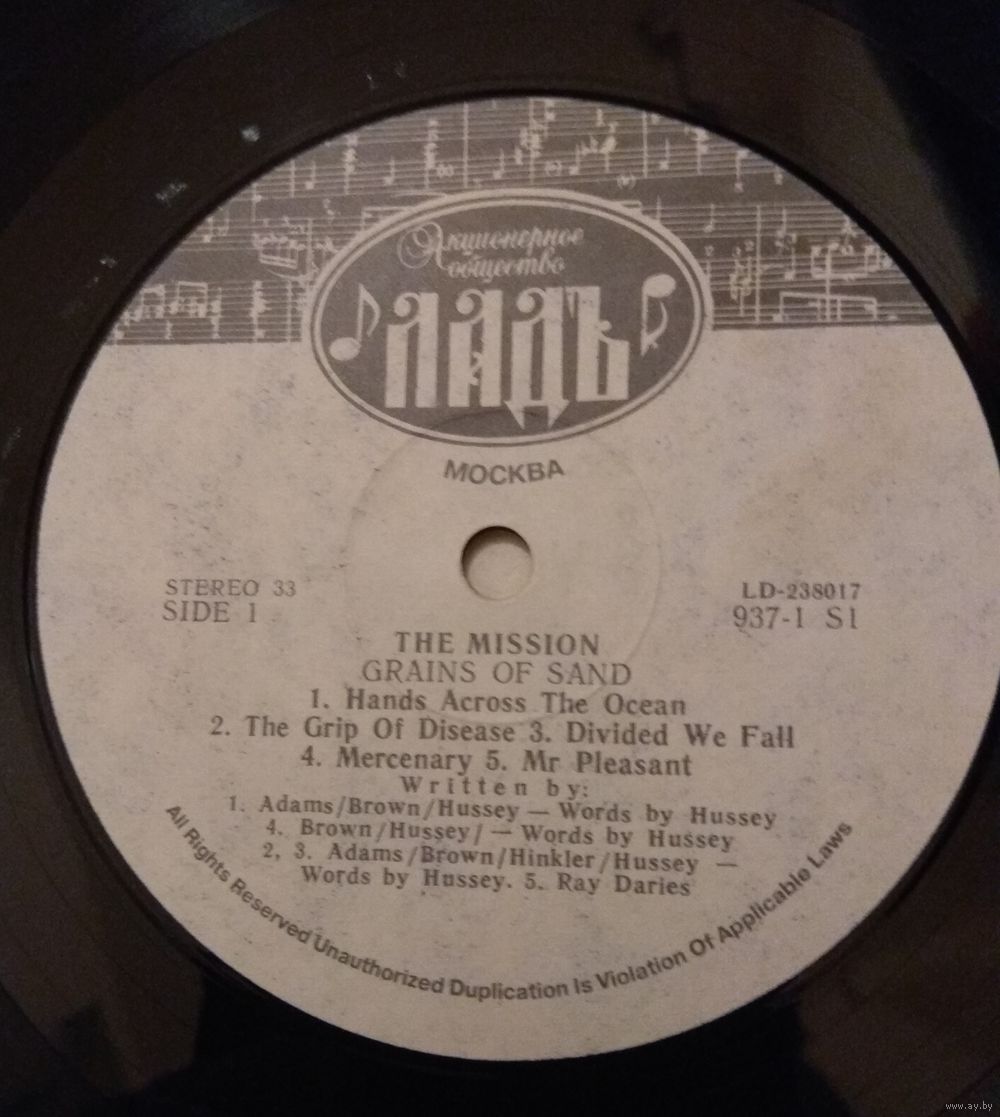 Акционерное
общество
ЛАДЪ
МОСКВА
STEREO 33
SIDE 1
LD-238017
937-1 S1
THE MISSION
GRAINS OF SAND
1. Hands Across The Ocean
2. The Grip Of Disease 3. Divided We Fall
4. Mercenary 5. Mr Pleasant
Written by:
1. Adams/Brown/Hussey — Words by Hussey
4. Brown/Hussey/ — Words by Hussey
2, 3. Adams/Brown/Hinkler/Hussey —
Words by Hussey. 5. Ray Daries
All Rights Reserved Unauthorized Duplication Is Violation Of Applicable Laws
www.ay.by